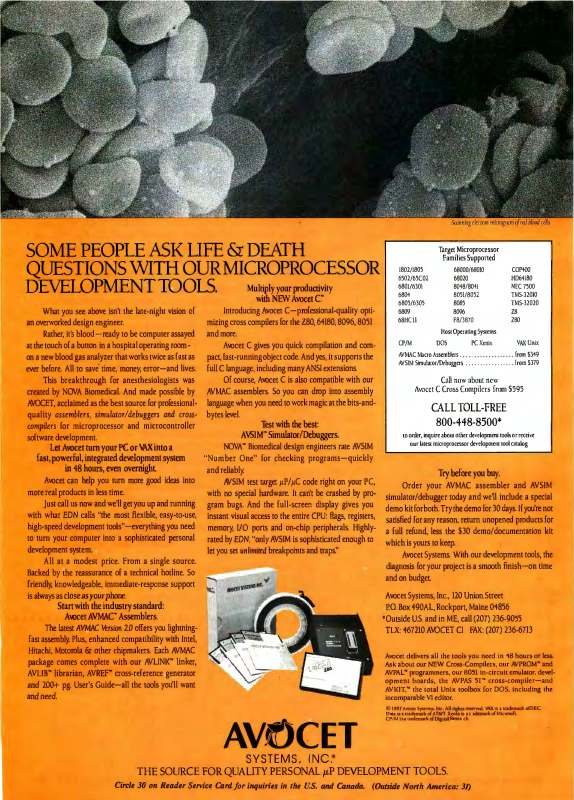 Scanning electron micrograph of red blood cells.
SOME PEOPLE ASK LIFE & DEATH
QUESTIONS WITH OUR MICROPROCESSOR
DEVELOPMENT TOOLS.
What you see above isn't the late-night vision of
an overworked design engineer.
Rather, it's blood—ready to be computer assayed
at the touch of a button in a hospital operating room—
on a new blood gas analyzer that works twice as fast as
ever before. All to save time, money, error—and lives.
This breakthrough for anesthesiologists was
created by NOVA Biomedical. And made possible by
AVOCET, acclaimed as the best source for professional-
quality assemblers, simulator/debuggers and cross-
compilers for microprocessor and microcontroller
software development.
Let Avocet turn your PC or VAX into a
fast, powerful, integrated development system
in 48 hours, even overnight.
Avocet can help you turn more good ideas into
more real products in less time.
Just call us now and we'll get you up and running
with what EDN calls "the most flexible, easy-to-use,
high-speed development tools"—everything you need
to turn your computer into a sophisticated personal
development system.
All at a modest price. From a single source.
Backed by the reassurance of a technical hotline. So
friendly, knowledgeable, immediate-response support
is always as close as your phone.
Start with the industry standard:
Avocet AVMAC™ Assemblers.
The latest AVMAC Version 2.0 offers you lightning-
fast assembly. Plus, enhanced compatibility with Intel,
Hitachi, Motorola & other chipmakers. Each AVMAC
package comes complete with our AVLINK™ linker,
AVLIB™ librarian, AVREF™ cross-reference generator
and 200+ pg. User's Guide—all the tools you'll want
and need.
Multiply your productivity
with NEW Avocet C.™
Introducing Avocet C—professional-quality opti-
mizing cross compilers for the Z80, 64180, 8096, 8051
and more.
Avocet C gives you quick compilation and com-
pact, fast-running object code. And yes, it supports the
full C language, including many ANSI extensions.
Of course, Avocet C is also compatible with our
AVMAC assemblers. So you can drop into assembly
language when you need to work magic at the bits-and-
bytes level.
Test with the best:
AVSIM™ Simulator/Debuggers.
NOVA™ Biomedical design engineers rate AVSIM
"Number One" for checking programs—quickly
and reliably.
AVSIM test target µP/µC code right on your PC,
with no special hardware. It can't be crashed by pro-
gram bugs. And the full-screen display gives you
instant visual access to the entire CPU: flags, registers,
memory, I/O ports and on-chip peripherals. Highly-
rated by EDN, "only AVSIM is sophisticated enough to
let you set unlimited breakpoints and traps."
Target Microprocessor
Families Supported
1802/1805 68000/68010 COP400
6502/65C02 68020 HD64180
6801/6301 8048/8041 NEC 7500
6804 8051/8052 TMS-32010
6805/6305 8085 TMS-32020
6809 8096 Z8
68HC11 F8/3870 Z80
Host Operating Systems
CP/M DOS PC Xenix VAX Unix
AVMAC Macro Assemblers . . . . . . . . . . . . . . . . . . from $349
AVSIM Simulator/Debuggers . . . . . . . . . . . . . . . . from $379
Call now about new
Avocet C Cross Compilers from $595
CALL TOLL-FREE
800-448-8500*
to order, inquire about other development tools or receive
our latest microprocessor development tool catalog
Try before you buy.
Order your AVMAC assembler and AVSIM
simulator/debugger today and we'll include a special
demo kit for both. Try the demo for 30 days. If you're not
satisfied for any reason, return unopened products for
a full refund, less the $30 demo/documentation kit
which is yours to keep.
Avocet Systems. With our development tools, the
diagnosis for your project is a smooth finish—on time
and on budget.
Avocet Systems, Inc., 120 Union Street
P.O. Box 490AL, Rockport, Maine 04856
*Outside U.S. and in ME, call (207) 236-9055
TLX: 467210 AVOCET CI FAX: (207) 236-6713
Avocet delivers all the tools you need in 48 hours or less.
Ask about our NEW Cross-Compilers, our AVPROM™ and
AVPAL™ programmers, our 8051 in-circuit emulator, devel-
opment boards, the AVPAS 51™ cross-compiler—and
AVKIT,™ the total Unix toolbox for DOS, including the
incomparable VI editor.
© 1987 Avocet Systems, Inc. All rights reserved. VAX is a trademark of DEC.
Unix is a trademark of AT&T. Xenix is a trademark of Microsoft.
CP/M is a trademark of Digital
AVOCET SYSTEMS, INC.
AVOCET
SYSTEMS, INC.®
THE SOURCE FOR QUALITY PERSONAL µP DEVELOPMENT TOOLS.
Circle 30 on Reader Service Card for inquiries in the U.S. and Canada. (Outside North America: 31)